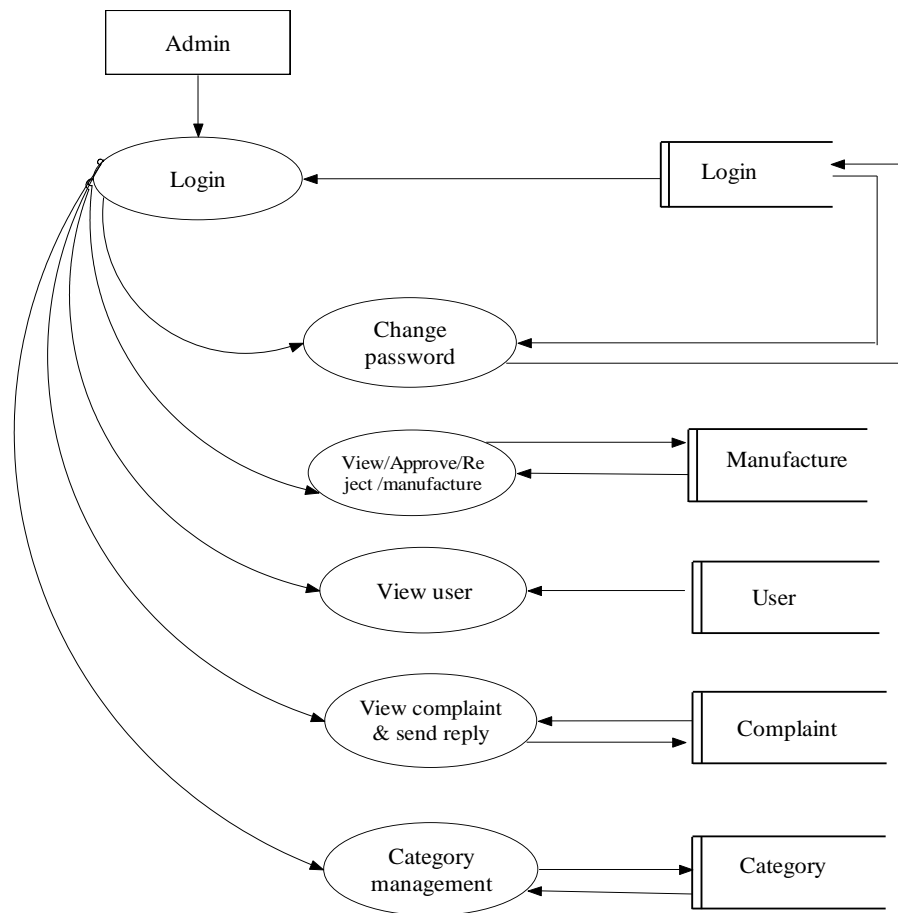 Admin
Login
Login
Change
password
View/Approve/Re
ject /manufacture
Manufacture
View user
User
View complaint
& send reply
Complaint
Category
management
Category